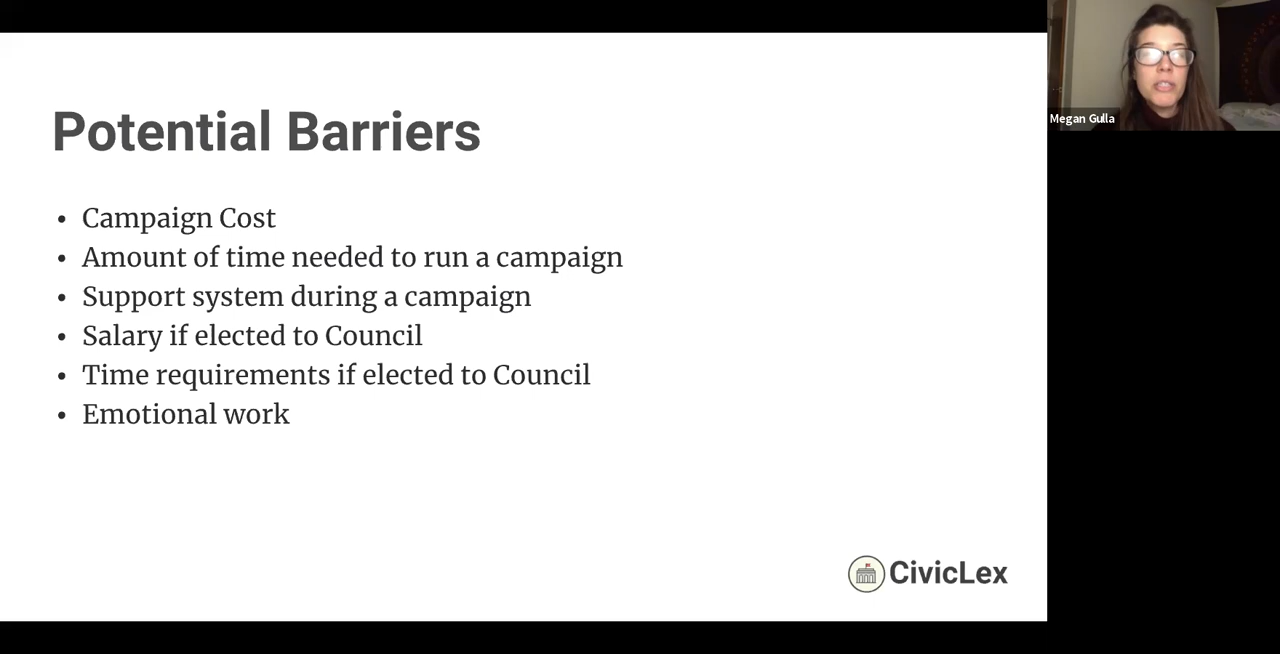 Potential Barriers
• Campaign Cost
• Amount of time needed to run a campaign
• Support system during a campaign
• Salary if elected to Council
• Time requirements if elected to Council
• Emotional work
CivicLex
Megan Gulla